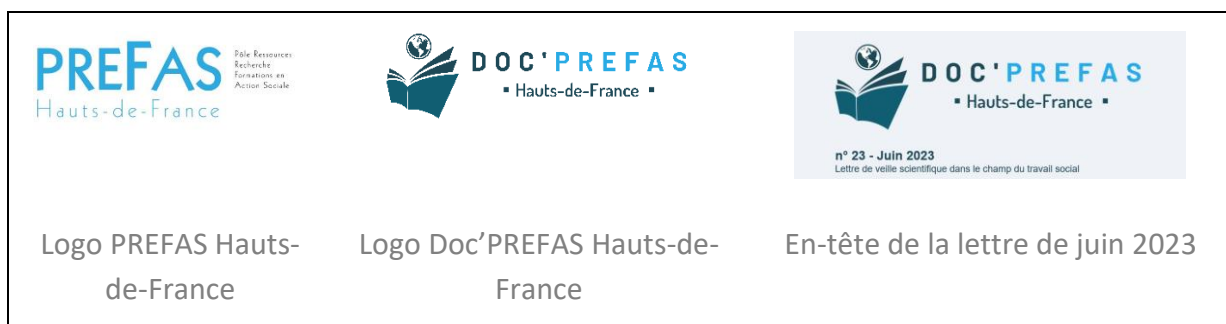 PREFAS
Hauts-de-France
Pôle Ressources
Recherche
Formations en
Action Sociale
DOC'PREFAS
▪ Hauts-de-France ▪
DOC'PREFAS
▪ Hauts-de-France ▪
n° 23 - Juin 2023
Lettre de veille scientifique dans le champ du travail social
Logo PREFAS Hauts-
de-France
Logo Doc’PREFAS Hauts-de-
France
En-tête de la lettre de juin 2023